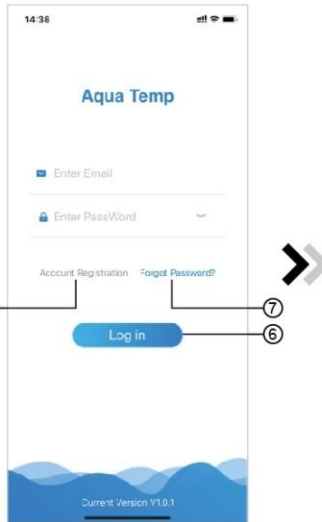 14:38
Aqua Temp
Enter Email
Enter PassWord
Account Registration Forgot Password?
⑦
Log in
⑥
Current Version V1.0.1